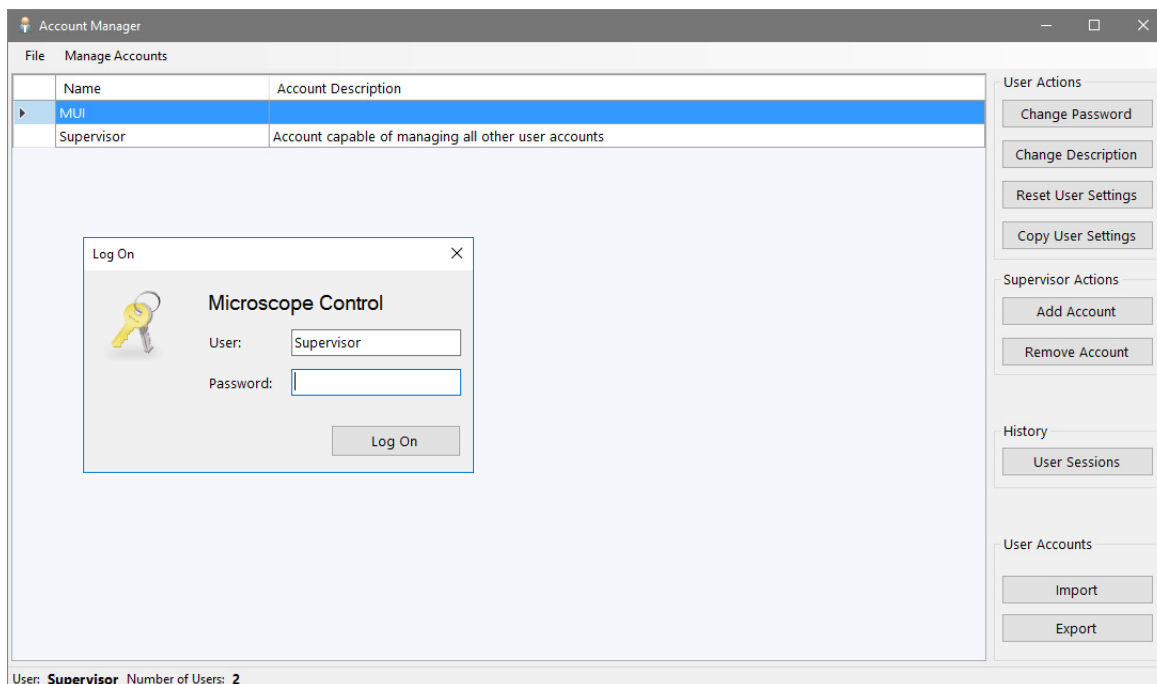 Account Manager
File Manage Accounts
Name Account Description
MUI
Supervisor Account capable of managing all other user accounts
Log On
Microscope Control
User: Supervisor
Password:
Log On
User Actions
Change Password
Change Description
Reset User Settings
Copy User Settings
Supervisor Actions
Add Account
Remove Account
History
User Sessions
User Accounts
Import
Export
User: Supervisor Number of Users: 2